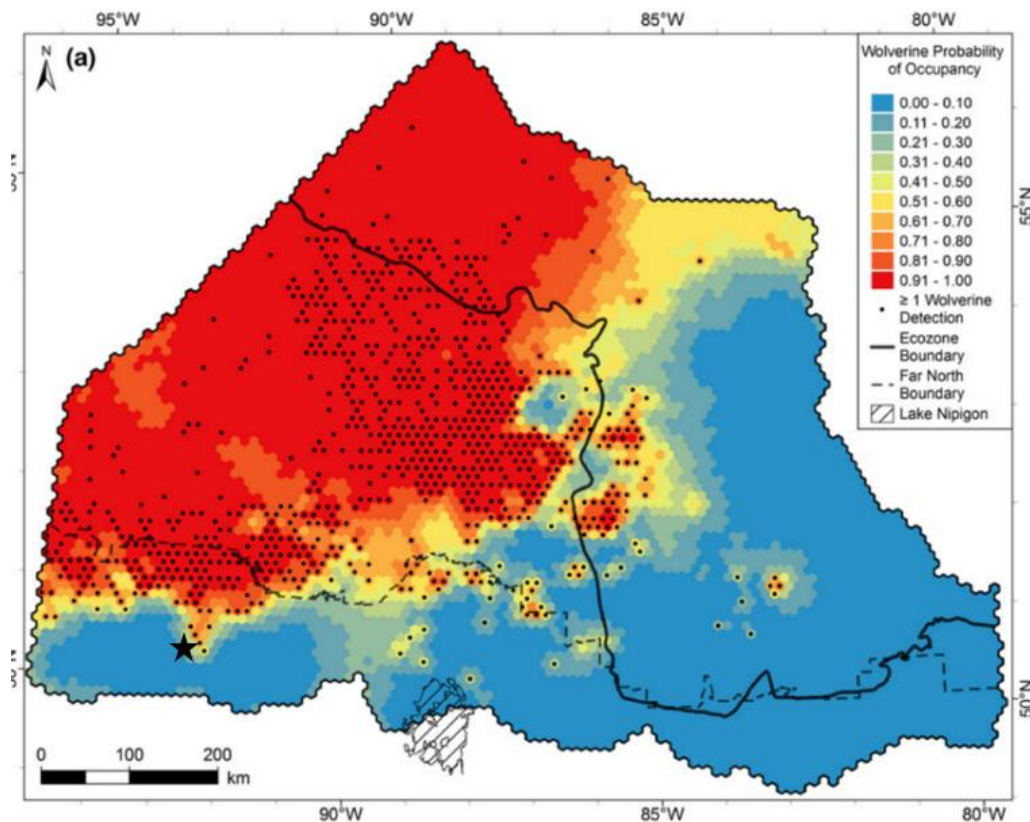 95°W 90°W 85°W 80°W
N
(a)
Wolverine Probability
of Occupancy
0.00 - 0.10
0.11 - 0.20
0.21 - 0.30
0.31 - 0.40
0.41 - 0.50
0.51 - 0.60
0.61 - 0.70
0.71 - 0.80
0.81 - 0.90
0.91 - 1.00
≥ 1 Wolverine
Detection
Ecozone
Boundary
Far North
Boundary
Lake Nipigon
55°N
50°N
0 100 200
km
90°W 85°W 80°W